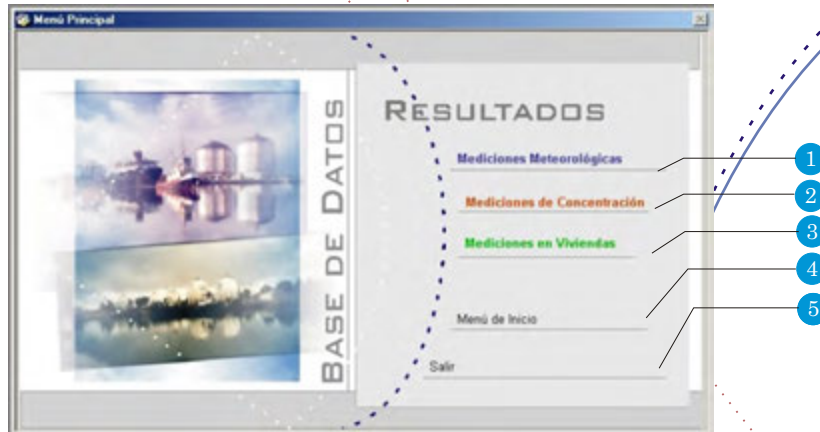 Menú Principal
BASE DE DATOS
RESULTADOS
Mediciones Meteorológicas
1
Mediciones de Concentración
2
Mediciones en Viviendas
3
Menú de Inicio
4
Salir
5